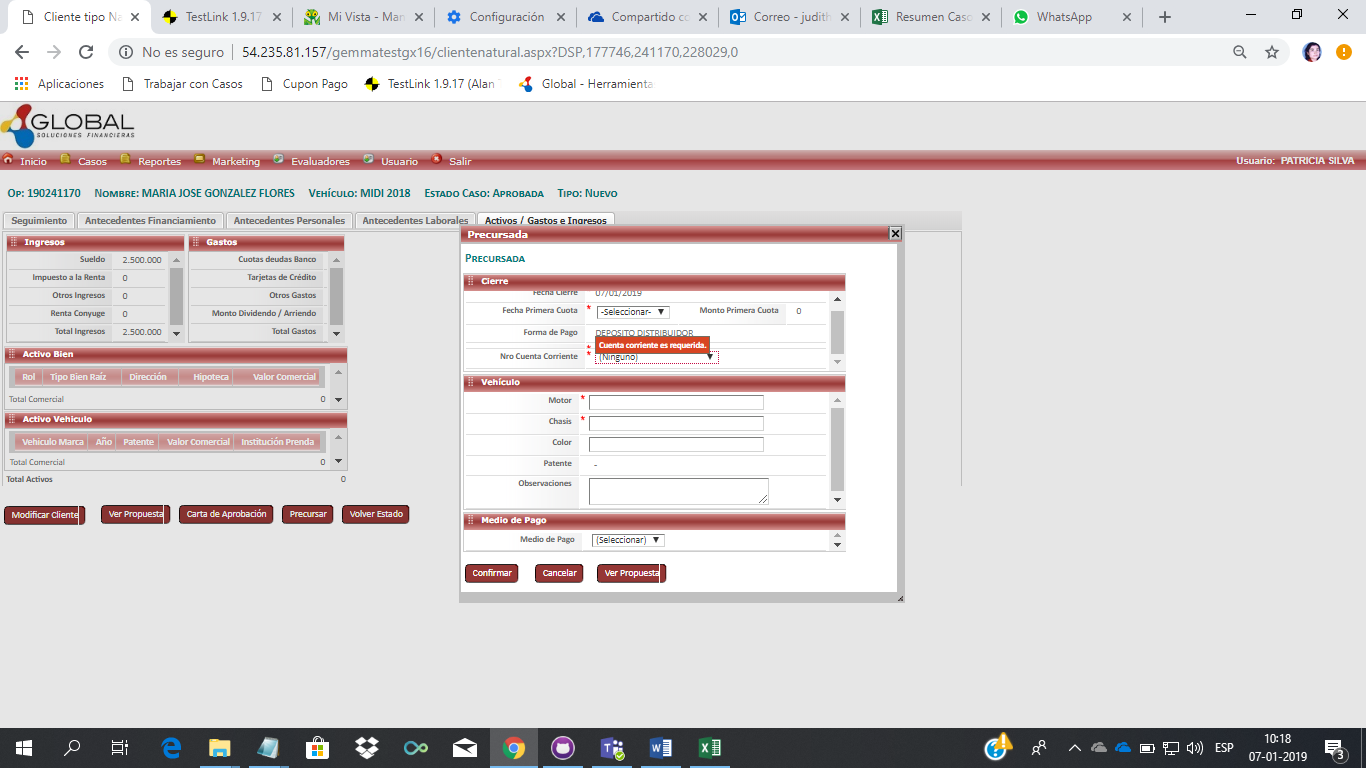 Cliente tipo Na
TestLink 1.9.17
Mi Vista - Man
Configuración
Compartido co
Correo - judith
Resumen Caso
WhatsApp
No es seguro
54.235.81.157/gemmatestgx16/clientenatural.aspx?DSP,177746,241170,228029,0
Aplicaciones
Trabajar con Casos
Cupon Pago
TestLink 1.9.17 (Alan
Global - Herramienta
GLOBAL
SOLUCIONES FINANCIERAS
Inicio Casos Reportes Marketing Evaluadores Usuario Salir
Usuario: PATRICIA SILVA
OP: 190241170 NOMBRE: MARIA JOSE GONZALEZ FLORES VEHÍCULO: MIDI 2018 ESTADO CASO: APROBADA TIPO: NUEVO
Seguimiento
Antecedentes Financiamiento
Antecedentes Personales
Antecedentes Laborales
Activos / Gastos e Ingresos
Ingresos
Sueldo 2.500.000
Impuesto a la Renta 0
Otros Ingresos 0
Renta Conyuge 0
Total Ingresos 2.500.000
Gastos
Cuotas deudas Banco
Tarjetas de Crédito
Otros Gastos
Monto Dividendo / Arriendo
Total Gastos
Activo Bien
Rol Tipo Bien Raíz Dirección Hipoteca Valor Comercial
Total Comercial 0
Activo Vehiculo
Vehiculo Marca Año Patente Valor Comercial Institución Prenda
Total Comercial 0
Total Activos 0
Modificar Cliente
Ver Propuesta
Carta de Aprobación
Precursar
Volver Estado
Precursada
PRECURSADA
Cierre
Fecha Cierre 07/01/2019
Fecha Primera Cuota * -Seleccionar- Monto Primera Cuota 0
Forma de Pago DEPOSITO DISTRIBUIDOR
Cuenta corriente es requerida.
*
Nro Cuenta Corriente * (Ninguno)
Vehículo
Motor *
Chasis *
Color
Patente -
Observaciones
Medio de Pago
Medio de Pago (Seleccionar)
Confirmar
Cancelar
Ver Propuesta
ESP
10:18
07-01-2019
3